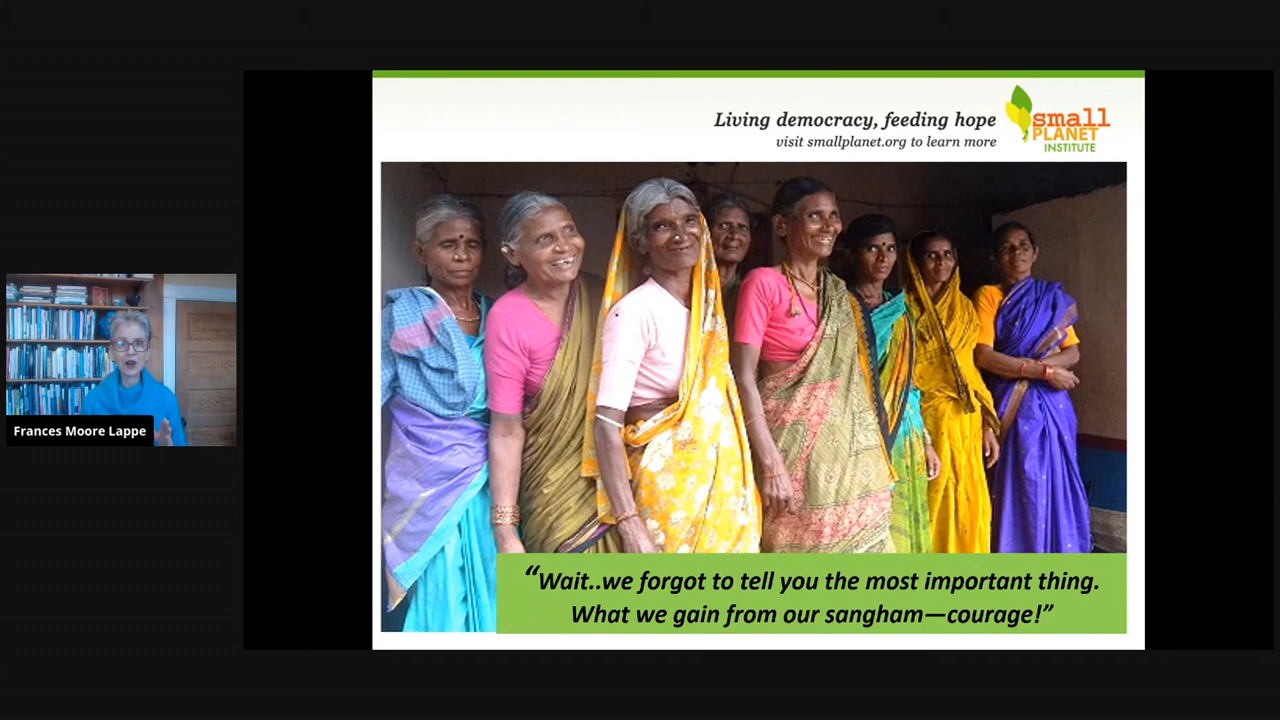 Living democracy, feeding hope
visit smallplanet.org to learn more
small
PLANET
INSTITUTE
Frances Moore Lappe
“Wait..we forgot to tell you the most important thing.
What we gain from our sangham—courage!”